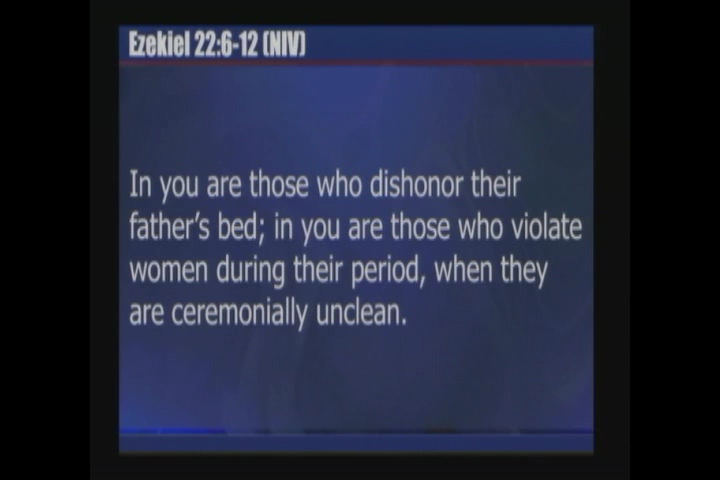 Ezekiel 22:6-12 (NIV)
In you are those who dishonor their
father's bed; in you are those who violate
women during their period, when they
are ceremonially unclean.